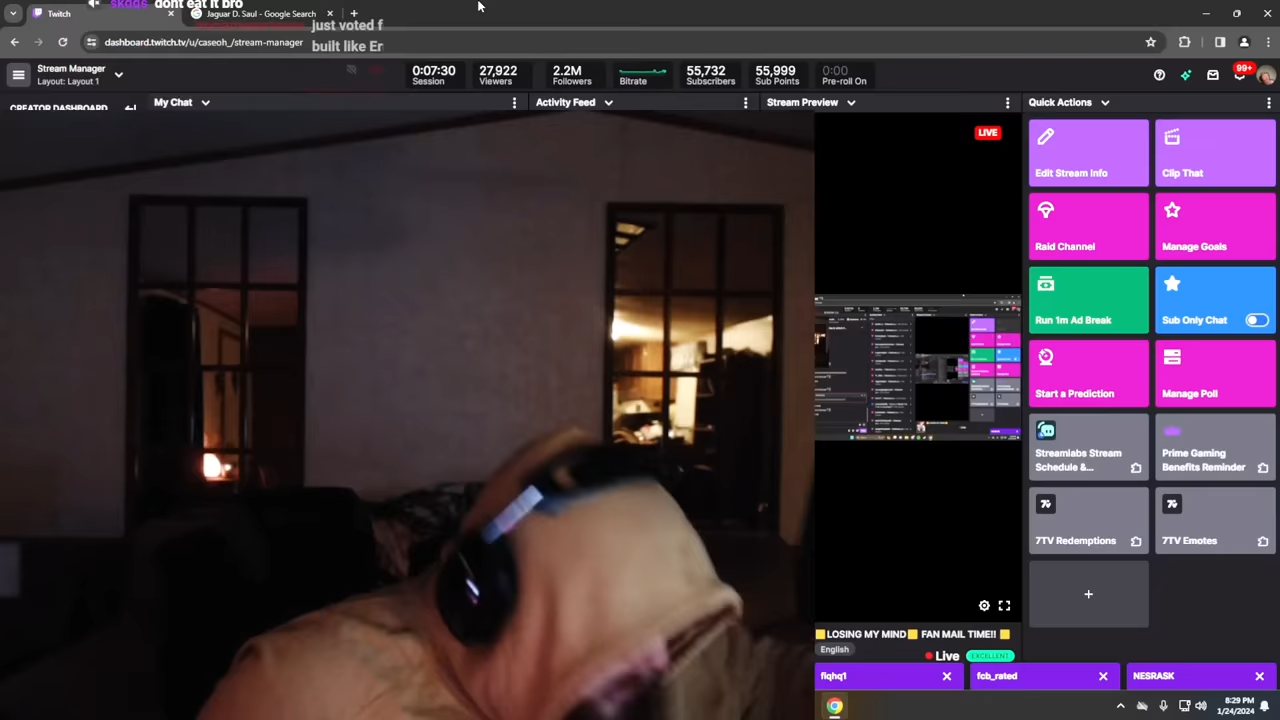 skggs dont eat it bro
Twitch
Jaguar D. Saul - Google Search
just voted f
built like Er
dashboard.twitch.tv/u/caseoh_/stream-manager
Stream Manager
Layout: Layout 1
0:07:30
Session
27,922
Viewers
2.2M
Followers
Bitrate
55,732
Subscribers
55,999
Sub Points
0:00
Pre-roll On
99+
CREATOR DASHBOARD
My Chat
Activity Feed
Stream Preview
Quick Actions
LIVE
Edit Stream Info
Clip That
Raid Channel
Manage Goals
Run 1m Ad Break
Sub Only Chat
Start a Prediction
Manage Poll
Streamlabs Stream
Schedule &...
Prime Gaming
Benefits Reminder
7TV Redemptions
7TV Emotes
LOSING MY MIND FAN MAIL TIME!!
English
Live
EXCELLENT
fcb_rated
NESRASK
8:29 PM
1/24/2024